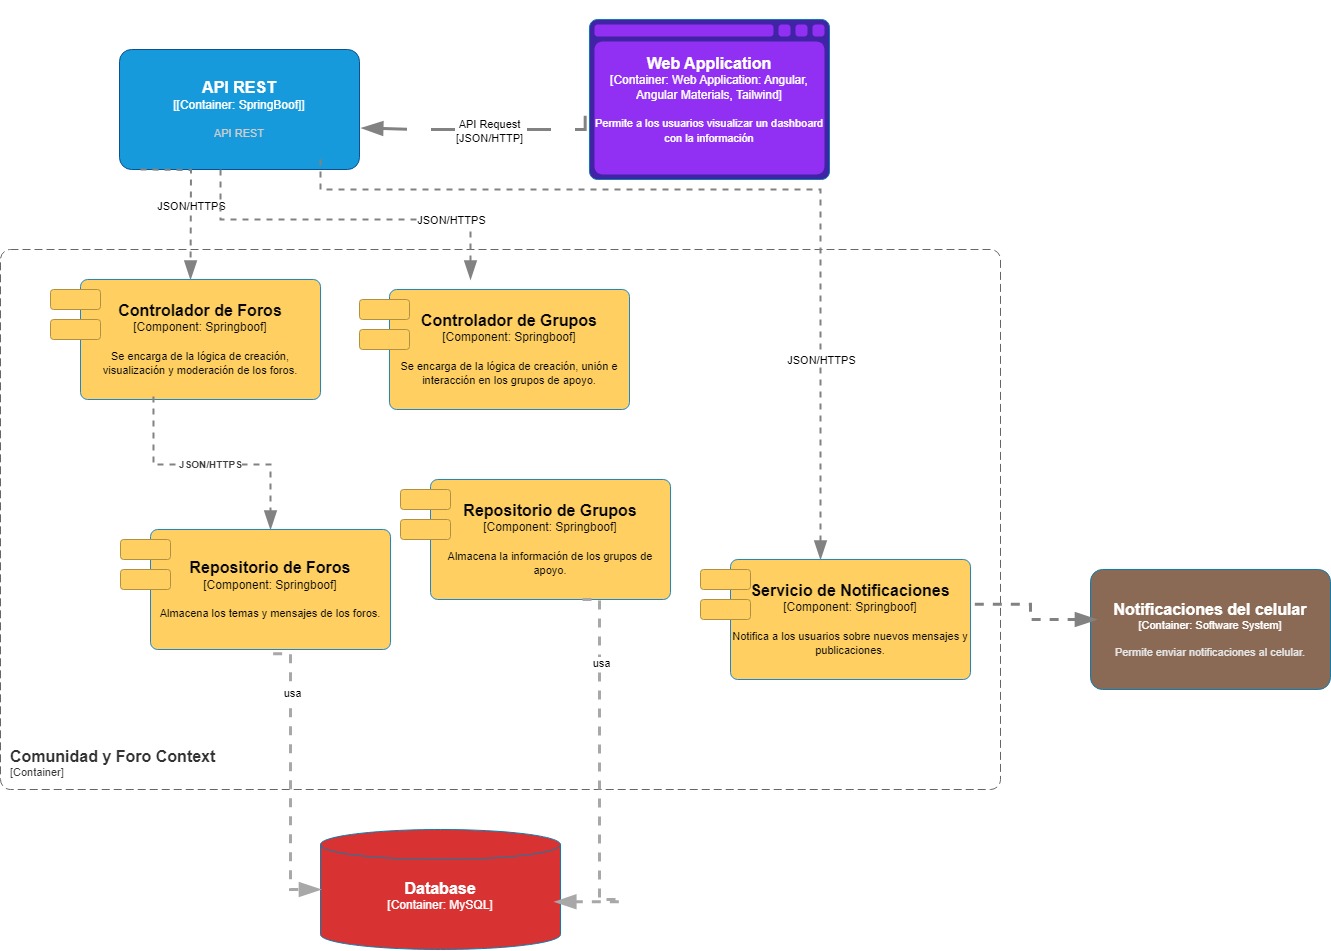 API REST
[[Container: SpringBoof]]
API REST
Web Application
[Container: Web Application: Angular,
Angular Materials, Tailwind]
Permite a los usuarios visualizar un dashboard
con la información
API Request
[JSON/HTTP]
JSON/HTTPS
JSON/HTTPS
Controlador de Foros
[Component: Springboof]
Se encarga de la lógica de creación,
visualización y moderación de los foros.
Controlador de Grupos
[Component: Springboof]
Se encarga de la lógica de creación, unión e
interacción en los grupos de apoyo.
JSON/HTTPS
JSON/HTTPS
Repositorio de Grupos
[Component: Springboof]
Almacena la información de los grupos de
apoyo.
Repositorio de Foros
[Component: Springboof]
Almacena los temas y mensajes de los foros.
Servicio de Notificaciones
[Component: Springboof]
Notifica a los usuarios sobre nuevos mensajes y
publicaciones.
Notificaciones del celular
[Container: Software System]
Permite enviar notificaciones al celular.
usa
usa
Comunidad y Foro Context
[Container]
Database
[Container: MySQL]